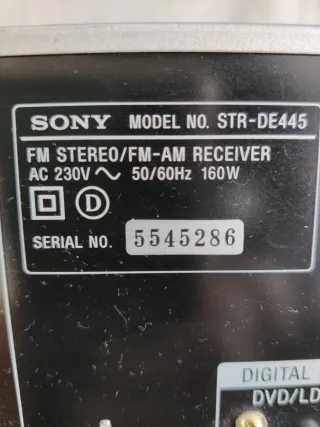 SONY MODEL NO. STR-DE445
FM STEREO/FM-AM RECEIVER
AC 230V ~ 50/60Hz 160W
D
SERIAL NO. 5545286
DIGITAL
DVD/LD